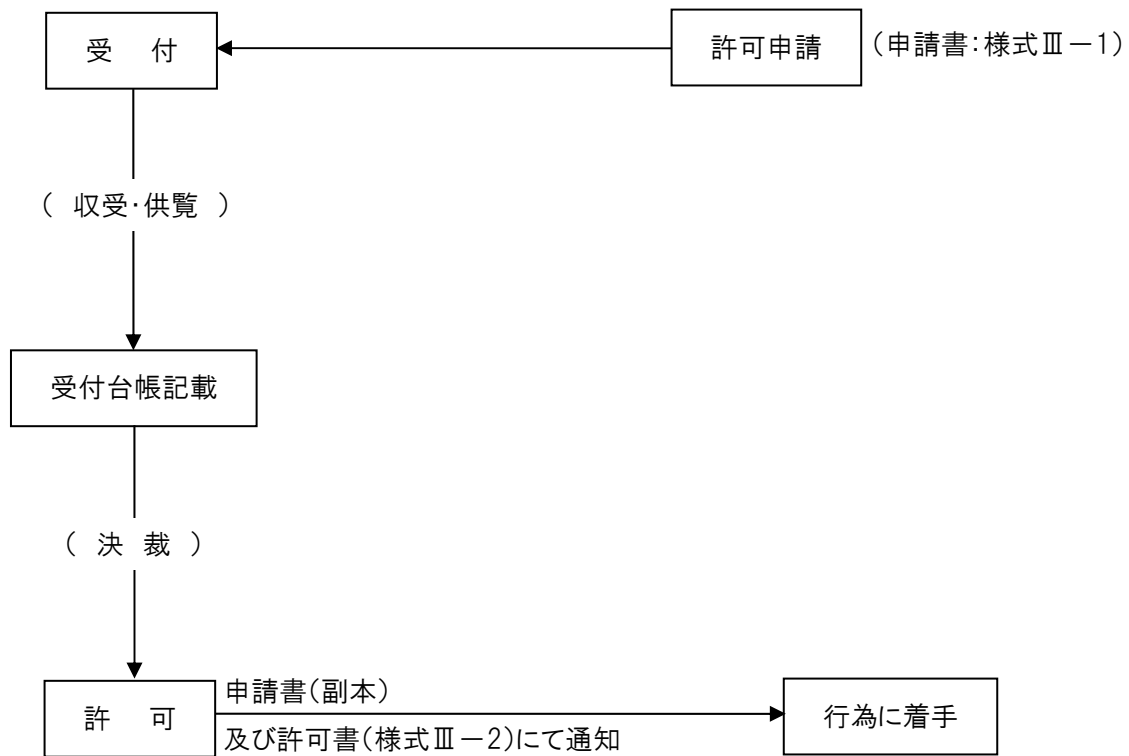 受　付
許可申請
(申請書:様式Ⅲ－1)
( 収受・供覧 )
受付台帳記載
( 決 裁 )
許　可
申請書(副本)
及び許可書(様式Ⅲ－2)にて通知
行為に着手